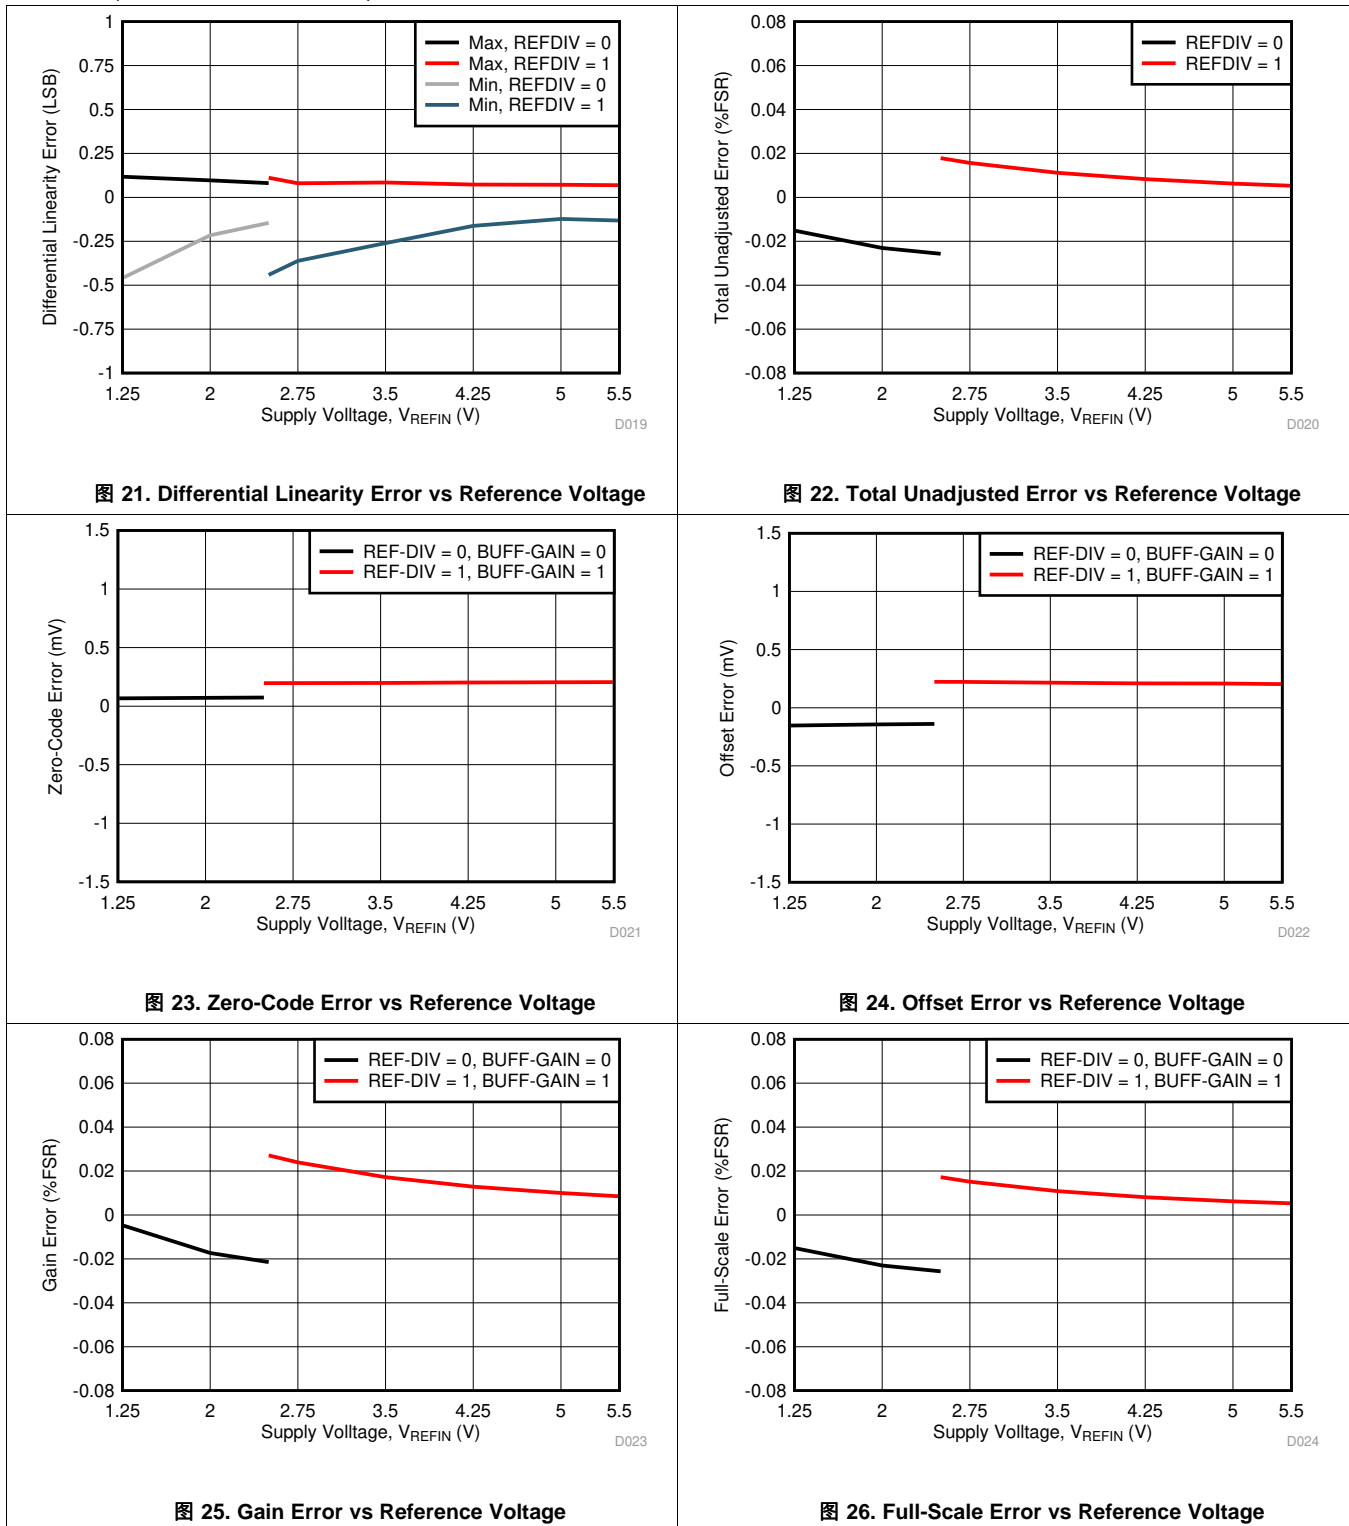 1
0.75
0.5
0.25
0
-0.25
-0.5
-0.75
-1
Differential Linearity Error (LSB)
Max, REFDIV = 0
Max, REFDIV = 1
Min, REFDIV = 0
Min, REFDIV = 1
1.25 2 2.75 3.5 4.25 5 5.5
Supply Volltage, VREFIN (V)
D019
图 21. Differential Linearity Error vs Reference Voltage
0.08
0.06
0.04
0.02
0
-0.02
-0.04
-0.06
-0.08
Total Unadjusted Error (%FSR)
REFDIV = 0
REFDIV = 1
1.25 2 2.75 3.5 4.25 5 5.5
Supply Volltage, VREFIN (V)
D020
图 22. Total Unadjusted Error vs Reference Voltage
1.5
1
0.5
0
-0.5
-1
-1.5
Zero-Code Error (mV)
REF-DIV = 0, BUFF-GAIN = 0
REF-DIV = 1, BUFF-GAIN = 1
1.25 2 2.75 3.5 4.25 5 5.5
Supply Volltage, VREFIN (V)
D021
图 23. Zero-Code Error vs Reference Voltage
1.5
1
0.5
0
-0.5
-1
-1.5
Offset Error (mV)
REF-DIV = 0, BUFF-GAIN = 0
REF-DIV = 1, BUFF-GAIN = 1
1.25 2 2.75 3.5 4.25 5 5.5
Supply Volltage, VREFIN (V)
D022
图 24. Offset Error vs Reference Voltage
0.08
0.06
0.04
0.02
0
-0.02
-0.04
-0.06
-0.08
Gain Error (%FSR)
REF-DIV = 0, BUFF-GAIN = 0
REF-DIV = 1, BUFF-GAIN = 1
1.25 2 2.75 3.5 4.25 5 5.5
Supply Volltage, VREFIN (V)
D023
图 25. Gain Error vs Reference Voltage
0.08
0.06
0.04
0.02
0
-0.02
-0.04
-0.06
-0.08
Full-Scale Error (%FSR)
REF-DIV = 0, BUFF-GAIN = 0
REF-DIV = 1, BUFF-GAIN = 1
1.25 2 2.75 3.5 4.25 5 5.5
Supply Volltage, VREFIN (V)
D024
图 26. Full-Scale Error vs Reference Voltage